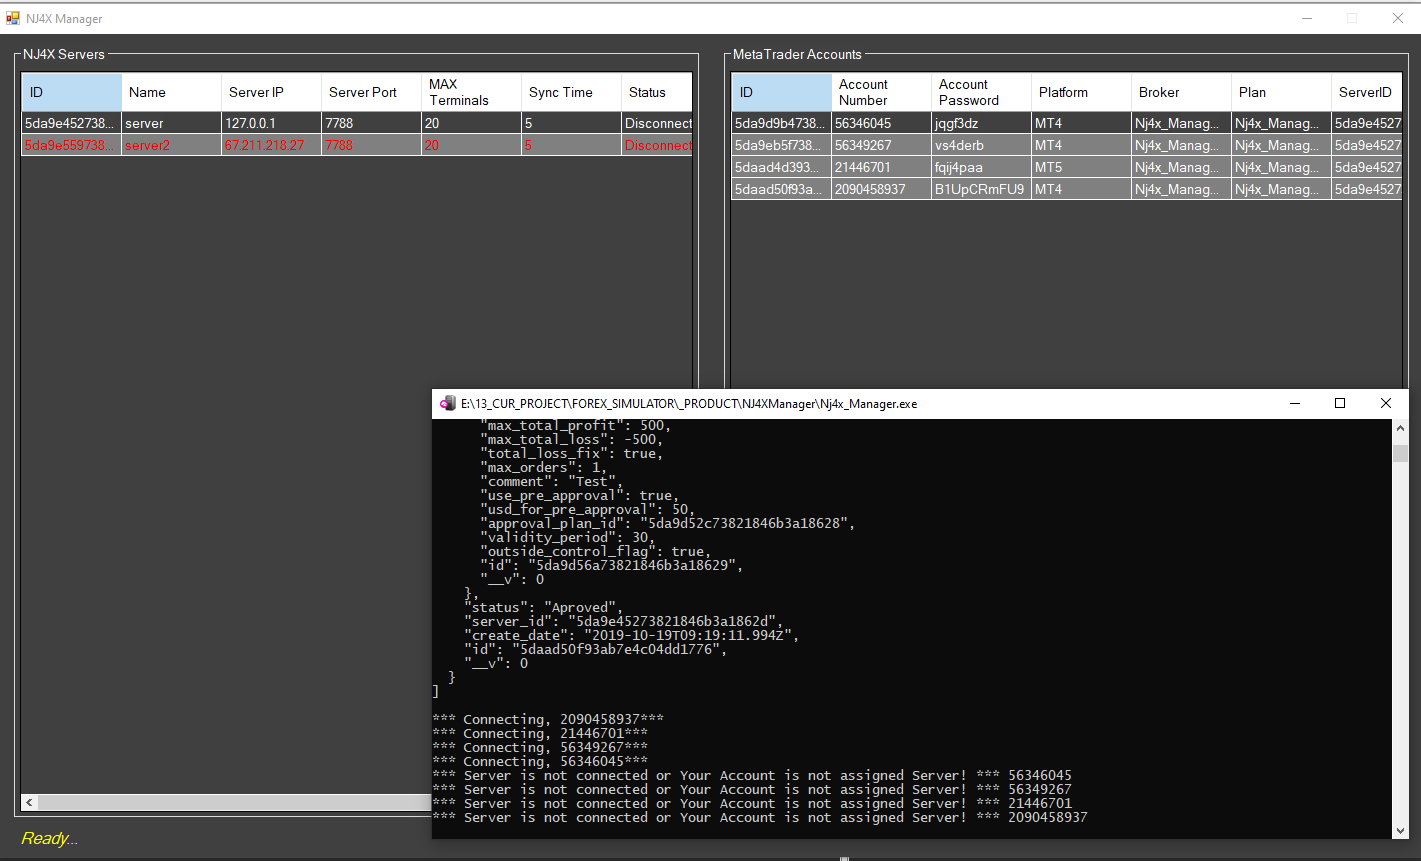 NJ4X Manager
NJ4X Servers
ID Name Server IP Server Port MAX Terminals Sync Time Status
5da9e452738... server 127.0.0.1 7788 20 5 Disconnect
5da9e559738... server2 67.211.218.27 7788 20 5 Disconnect
MetaTrader Accounts
ID Account Number Account Password Platform Broker Plan ServerID
5da9d9b4738... 56346045 jqgf3dz MT4 Nj4x_Manag... Nj4x_Manag... 5da9e4527
5da9eb5f738... 56349267 vs4derb MT4 Nj4x_Manag... Nj4x_Manag... 5da9e4527
5daad4d393... 21446701 fqij4paa MT5 Nj4x_Manag... Nj4x_Manag... 5da9e4527
5daad50f93a... 2090458937 B1UpCRmFU9 MT4 Nj4x_Manag... Nj4x_Manag... 5da9e4527
E:\13_CUR_PROJECT\FOREX_SIMULATOR\_PRODUCT\NJ4XManager\Nj4x_Manager.exe
"max_total_profit": 500,
"max_total_loss": -500,
"total_loss_fix": true,
"max_orders": 1,
"comment": "Test",
"use_pre_approval": true,
"usd_for_pre_approval": 50,
"approval_plan_id": "5da9d52c73821846b3a18628",
"validity_period": 30,
"outside_control_flag": true,
"id": "5da9d56a73821846b3a18629",
"__v": 0
},
"status": "Aproved",
"server_id": "5da9e45273821846b3a1862d",
"create_date": "2019-10-19T09:19:11.994Z",
"id": "5daad50f93ab7e4c04dd1776",
"__v": 0
}
]
*** Connecting, 2090458937***
*** Connecting, 21446701***
*** Connecting, 56349267***
*** Connecting, 56346045***
*** Server is not connected or Your Account is not assigned Server! *** 56346045
*** Server is not connected or Your Account is not assigned Server! *** 56349267
*** Server is not connected or Your Account is not assigned Server! *** 21446701
*** Server is not connected or Your Account is not assigned Server! *** 2090458937
Ready...